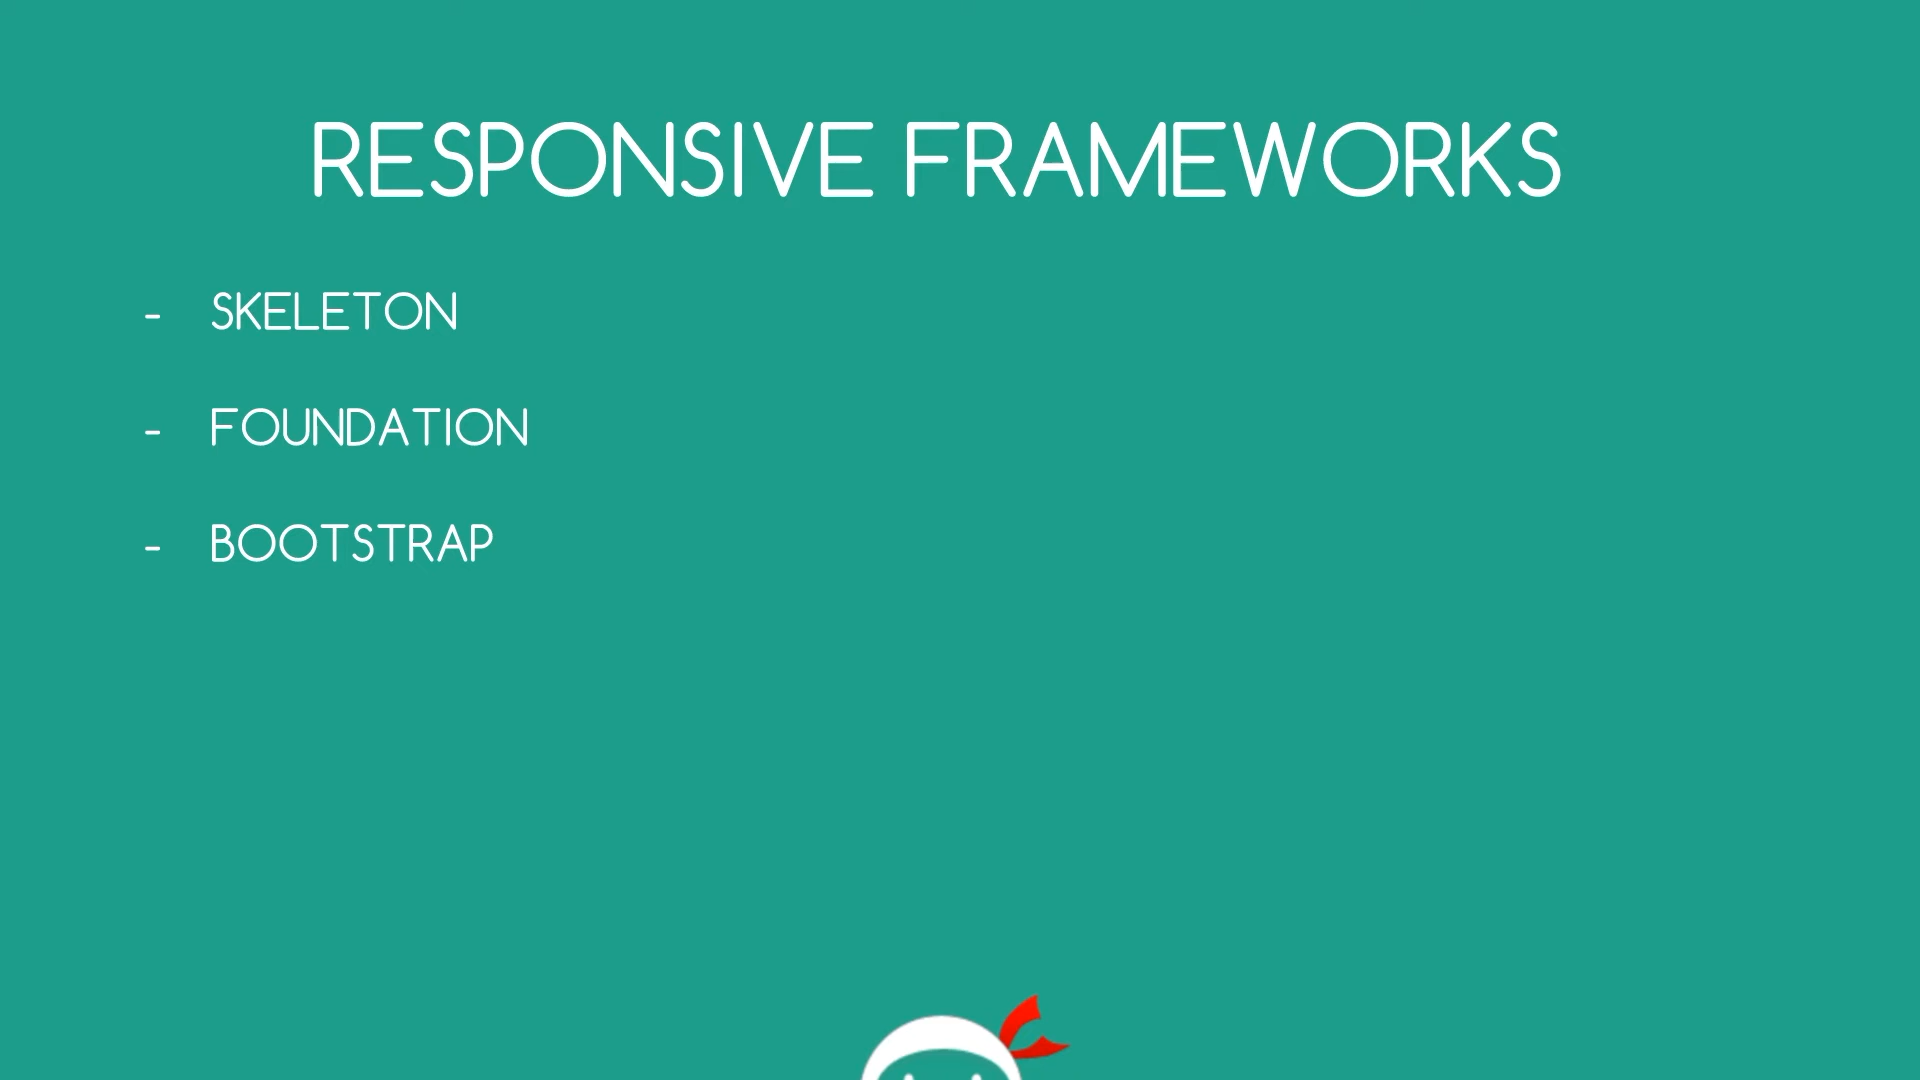 RESPONSIVE FRAMEWORKS
- SKELETON
- FOUNDATION
- BOOTSTRAP